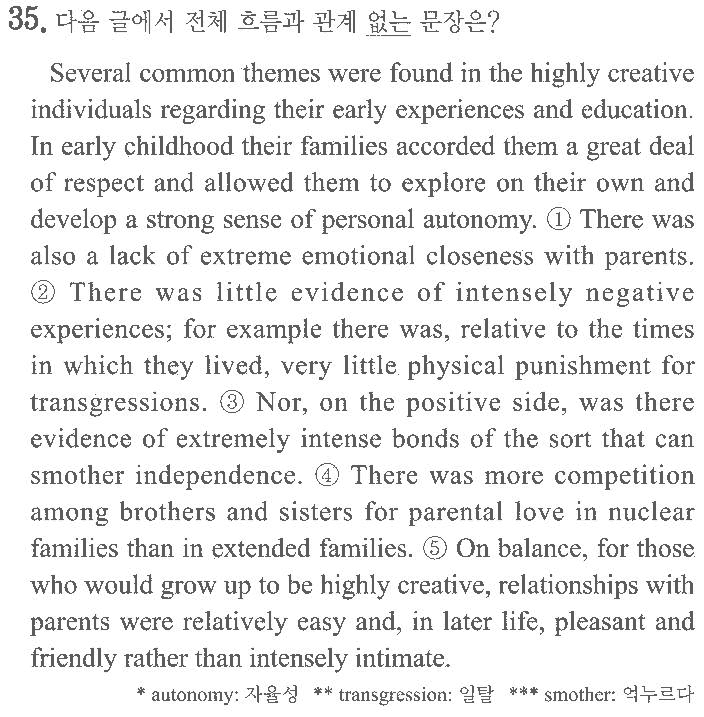 35. 다음 글에서 전체 흐름과 관계 없는 문장은?
Several common themes were found in the highly creative
individuals regarding their early experiences and education.
In early childhood their families accorded them a great deal
of respect and allowed them to explore on their own and
develop a strong sense of personal autonomy. ① There was
also a lack of extreme emotional closeness with parents.
② There was little evidence of intensely negative
experiences; for example there was, relative to the times
in which they lived, very little physical punishment for
transgressions. ③ Nor, on the positive side, was there
evidence of extremely intense bonds of the sort that can
smother independence. ④ There was more competition
among brothers and sisters for parental love in nuclear
families than in extended families. ⑤ On balance, for those
who would grow up to be highly creative, relationships with
parents were relatively easy and, in later life, pleasant and
friendly rather than intensely intimate.
* autonomy: 자율성 ** transgression: 일탈 *** smother: 억누르다